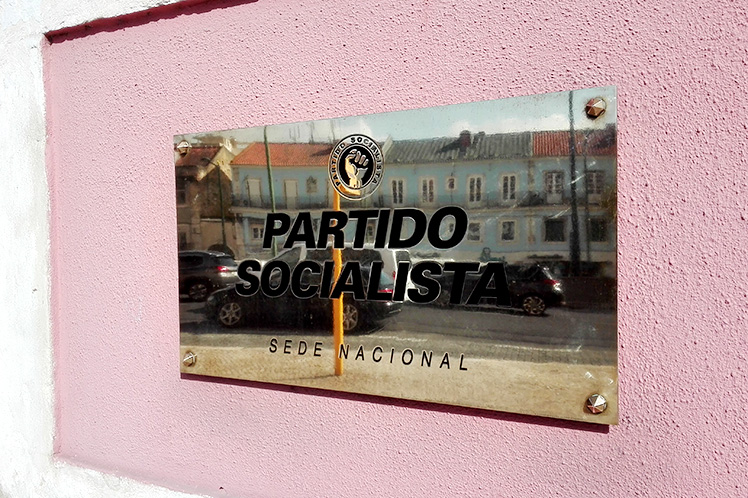 PARTIDO SOCIALISTA
PARTIDO
SOCIALISTA
SEDE NACIONAL